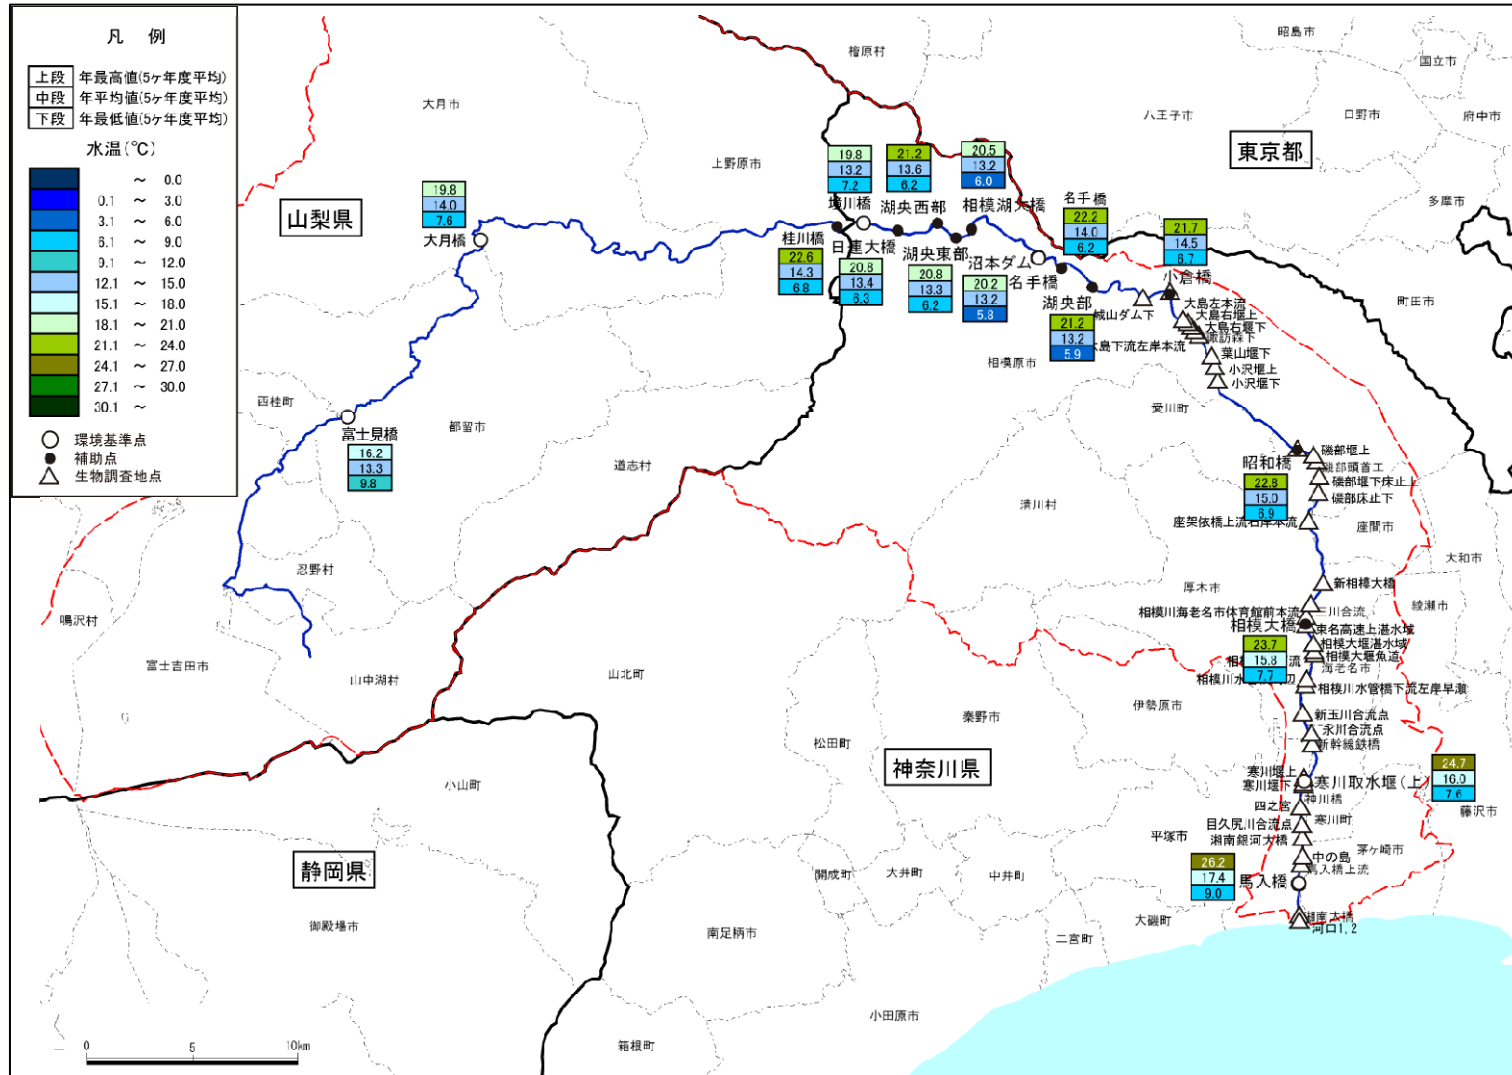 凡 例
上段 年最高値(5ヶ年度平均)
中段 年平均値(5ヶ年度平均)
下段 年最低値(5ヶ年度平均)
水温(℃)
～ 0.0
0.1 ～ 3.0
3.1 ～ 6.0
6.1 ～ 9.0
9.1 ～ 12.0
12.1 ～ 15.0
15.1 ～ 18.0
18.1 ～ 21.0
21.1 ～ 24.0
24.1 ～ 27.0
27.1 ～ 30.0
30.1 ～
環境基準点
補助点
生物調査地点
檜原村
昭島市
国立市
大月市
八王子市
日野市
府中市
東京都
上野原市
多摩市
山梨県
町田市
19.8
14.0
7.6
大月橋
19.8
13.2
7.2
境川橋
21.2
13.6
6.2
湖央西部
20.5
13.2
6.0
相模湖大橋
名手橋
22.2
14.0
6.2
21.7
14.5
6.7
小倉橋
桂川橋
22.6
14.3
6.8
日連大橋
20.8
13.4
6.3
湖央東部
20.8
13.3
6.2
沼本ダム
20.2
13.2
5.8
名手橋
湖央部
21.2
13.2
5.9
城山ダム下
大島左本流
大島右堰上
大島右堰下
諏訪森下
大島下流左岸本流
葉山堰下
小沢堰上
小沢堰下
相模原市
愛川町
西桂町
富士見橋
16.2
13.3
9.8
都留市
道志村
清川村
昭和橋
22.8
15.0
6.9
磯部堰上
磯部頭首工
磯部堰下床止上
磯部床止下
座架依橋上流右岸本流
座間市
大和市
忍野村
鳴沢村
富士吉田市
山中湖村
山北町
厚木市
綾瀬市
新相模大橋
相模川海老名市体育館前本流
三川合流
相模大橋
23.7
15.8
7.7
東名高速上湛水域
相模大堰湛水域
相模大堰魚道
海老名市
相模川水管橋下流左岸早瀬
新玉川合流点
永川合流点
新幹線鉄橋
伊勢原市
秦野市
松田町
小山町
神奈川県
寒川堰上
寒川堰下
寒川取水堰(上)
24.7
16.0
7.6
神川橋
四之宮
寒川町
藤沢市
目久尻川合流点
湘南銀河大橋
平塚市
茅ヶ崎市
中の島
馬入橋上流
26.2
17.4
9.0
馬入橋
湘南大橋
河口1,2
静岡県
開成町
大井町
中井町
大磯町
二宮町
御殿場市
南足柄市
小田原市
箱根町
0 5 10km